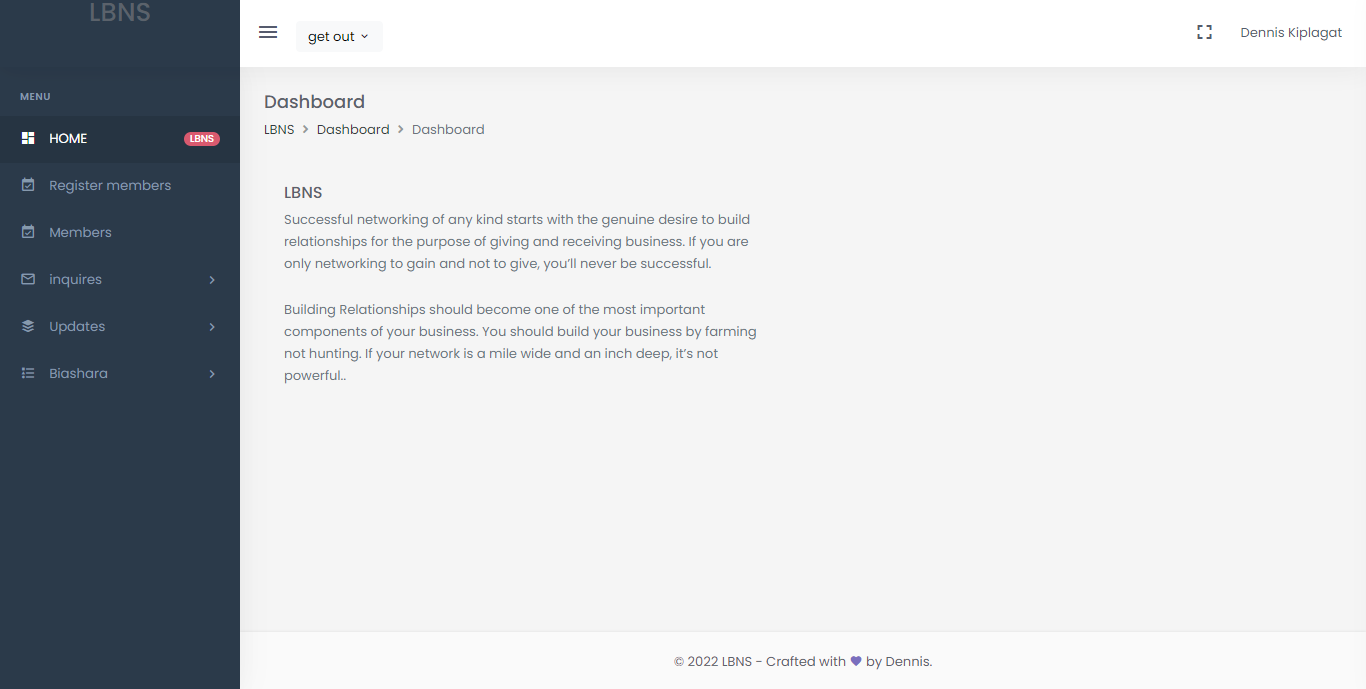 LBNS
get out
Dennis Kiplagat
MENU
HOME
LBNS
Register members
Members
inquires
Updates
Biashara
Dashboard
LBNS > Dashboard > Dashboard
LBNS
Successful networking of any kind starts with the genuine desire to build
relationships for the purpose of giving and receiving business. If you are
only networking to gain and not to give, you’ll never be successful.
Building Relationships should become one of the most important
components of your business. You should build your business by farming
not hunting. If your network is a mile wide and an inch deep, it’s not
powerful..
© 2022 LBNS - Crafted with 💜 by Dennis.